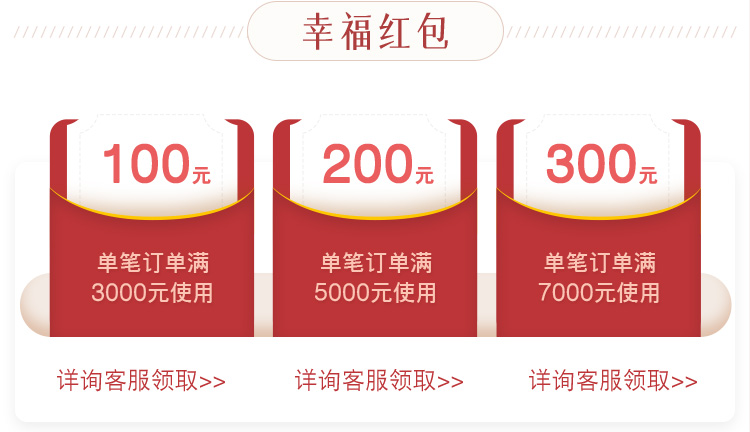 幸福红包
100元
单笔订单满
3000元使用
详询客服领取>>
200元
单笔订单满
5000元使用
详询客服领取>>
300元
单笔订单满
7000元使用
详询客服领取>>